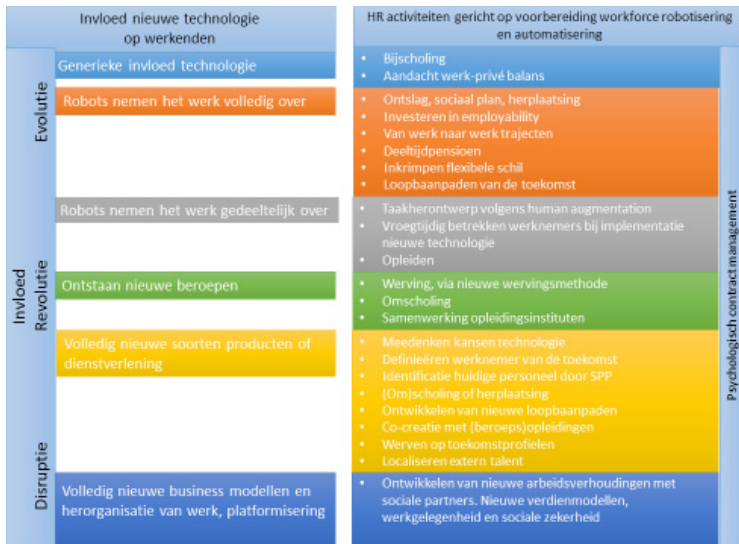 Invloed nieuwe technologie
op werkenden
HR activiteiten gericht op voorbereiding workforce robotisering
en automatisering
Invloed
Evolutie
Revolutie
Disruptie
Generieke invloed technologie
• Bijscholing
• Aandacht werk-privé balans
Robots nemen het werk volledig over
• Ontslag, sociaal plan, herplaatsing
• Investeren in employability
• Van werk naar werk trajecten
• Deeltijdpensioen
• Inkrimpen flexibele schil
• Loopbaanpaden van de toekomst
Robots nemen het werk gedeeltelijk over
• Taakherontwerp volgens human augmentation
• Vroegtijdig betrekken werknemers bij implementatie
nieuwe technologie
• Opleiden
Ontstaan nieuwe beroepen
• Werving, via nieuwe wervingsmethode
• Omscholing
• Samenwerking opleidingsinstituten
Volledig nieuwe soorten producten of
dienstverlening
• Meedenken kansen technologie
• Definieëren werknemer van de toekomst
• Identificatie huidige personeel door SPP
• (Om)scholing of herplaatsing
• Ontwikkelen van nieuwe loopbaanpaden
• Co-creatie met (beroeps)opleidingen
• Werven op toekomstprofielen
• Localiseren extern talent
Volledig nieuwe business modellen en
herorganisatie van werk, platformisering
• Ontwikkelen van nieuwe arbeidsverhoudingen met
sociale partners. Nieuwe verdienmodellen,
werkgelegenheid en sociale zekerheid
Psychologisch contract management